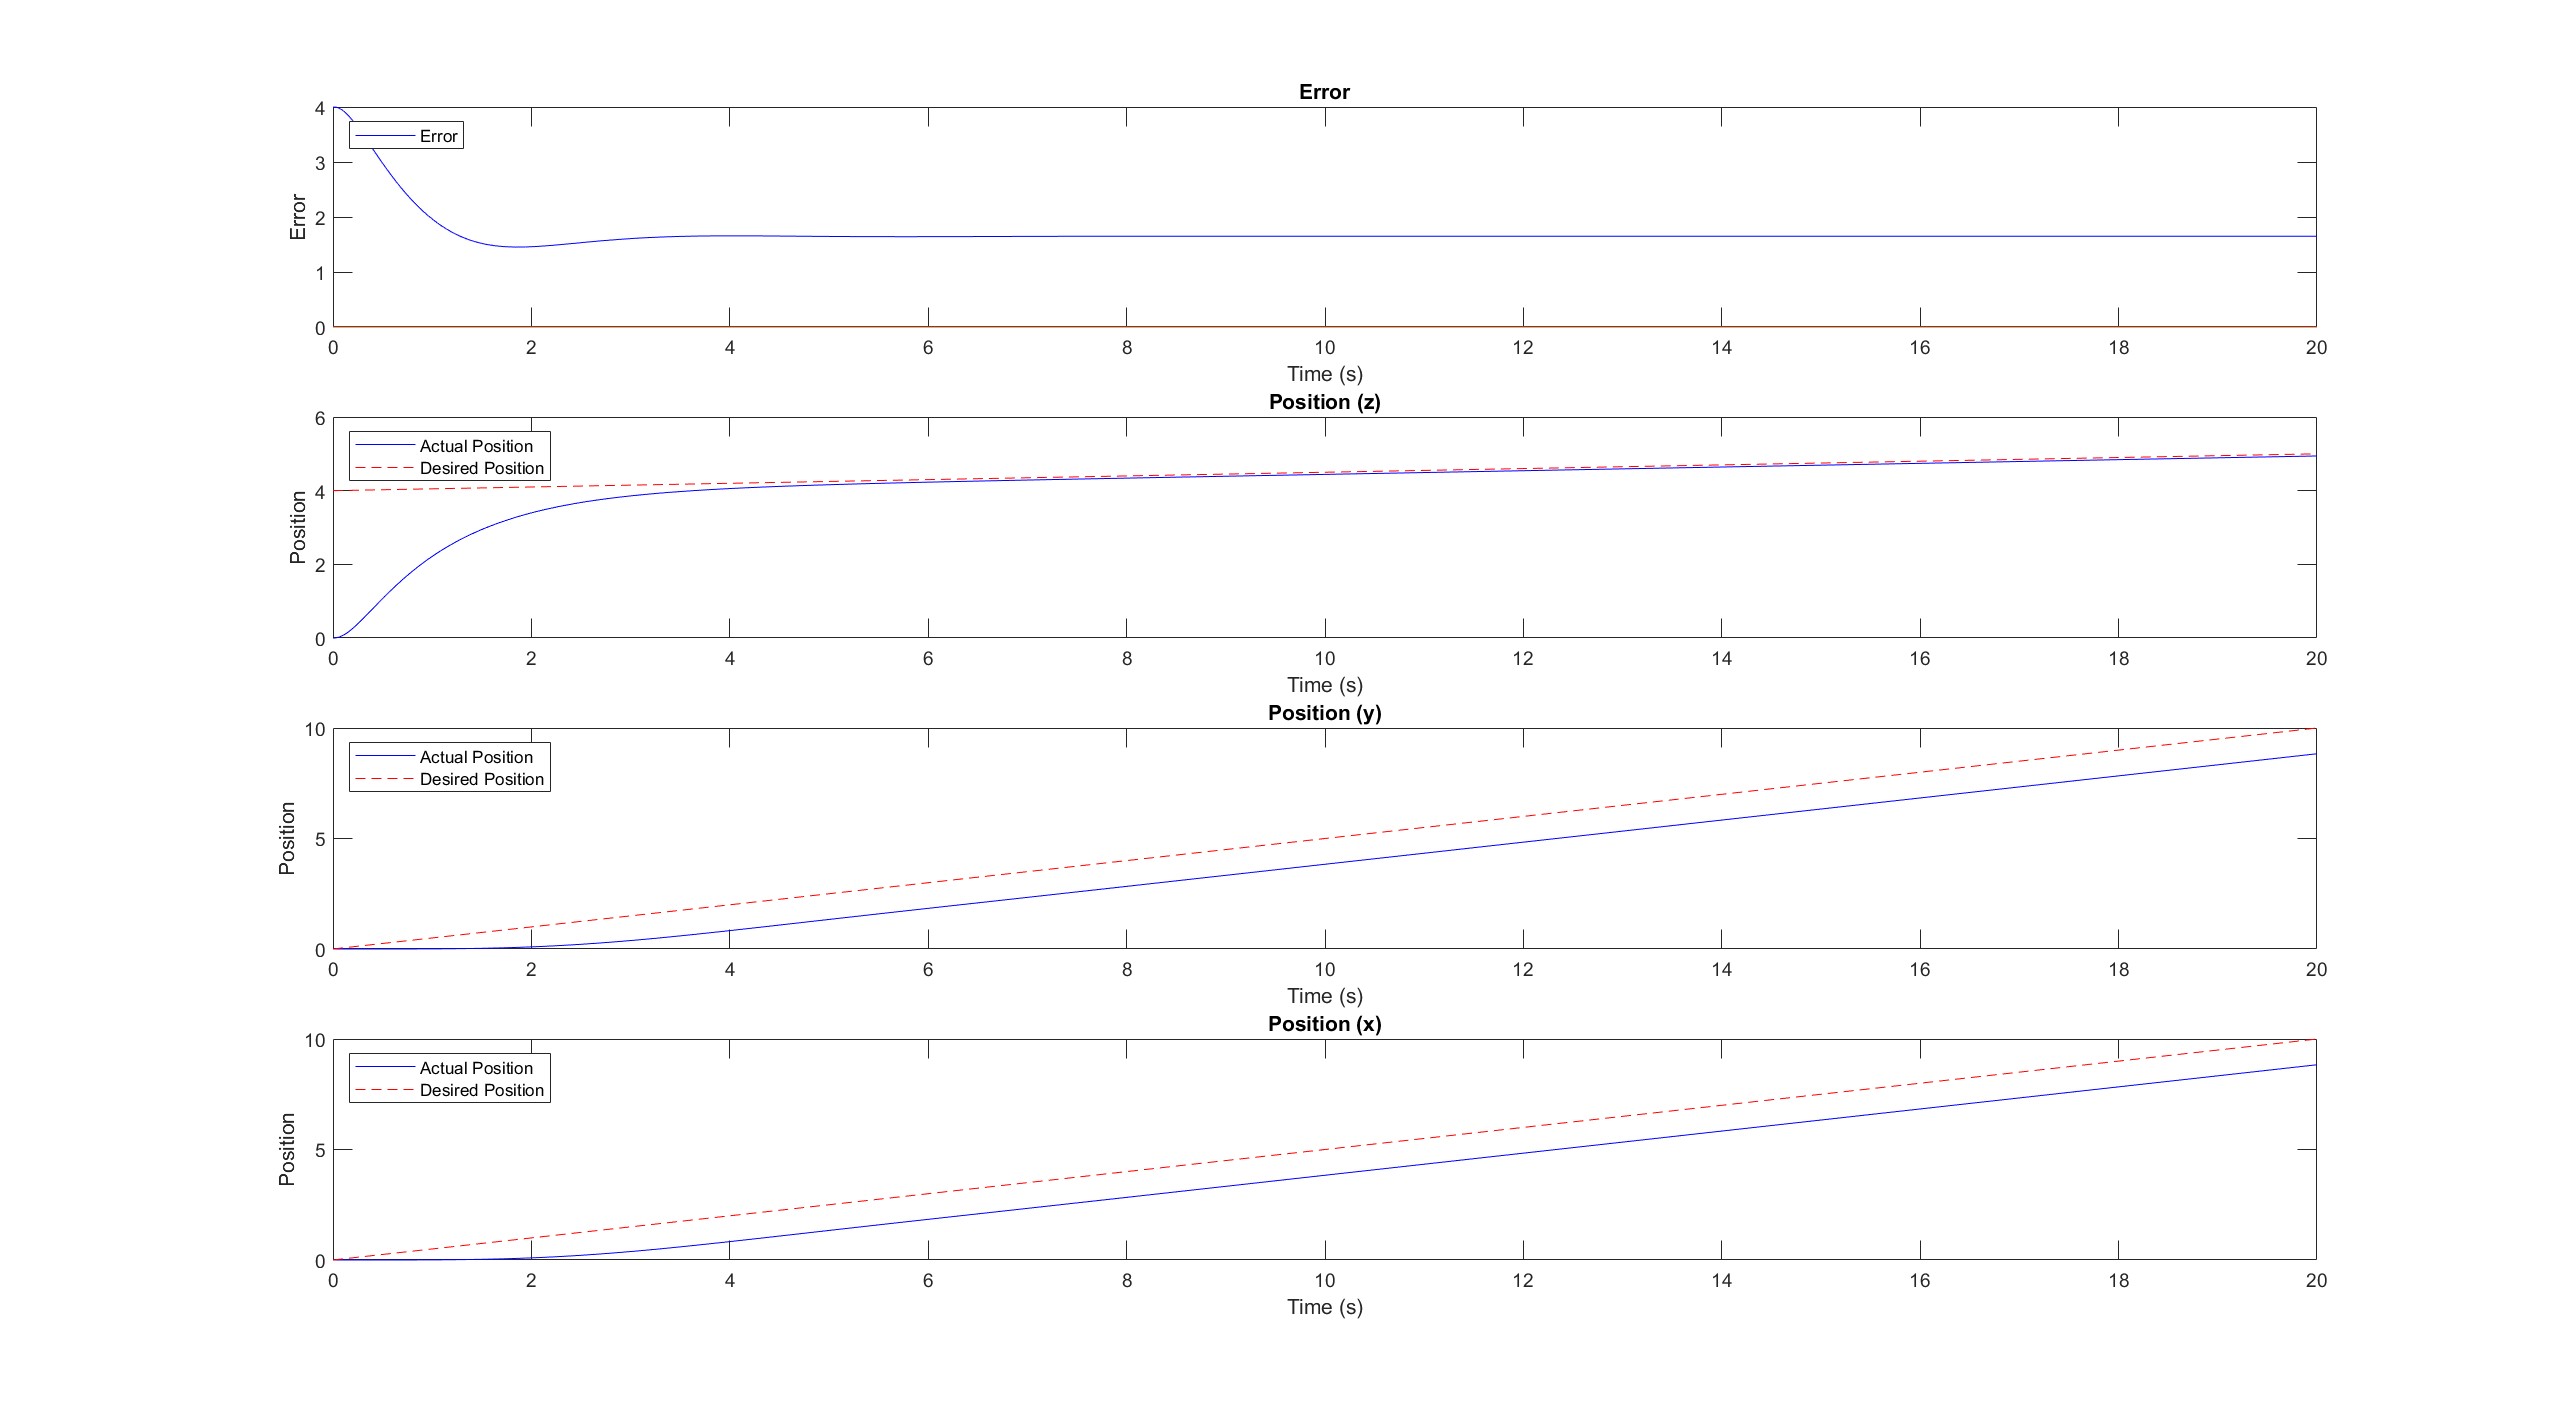 Error
4
3
2
1
0
Error
Error
0 2 4 6 8 10 12 14 16 18 20
Time (s)
Position (z)
6
4
2
0
Position
Actual Position
Desired Position
0 2 4 6 8 10 12 14 16 18 20
Time (s)
Position (y)
10
5
0
Position
Actual Position
Desired Position
0 2 4 6 8 10 12 14 16 18 20
Time (s)
Position (x)
10
5
0
Position
Actual Position
Desired Position
0 2 4 6 8 10 12 14 16 18 20
Time (s)